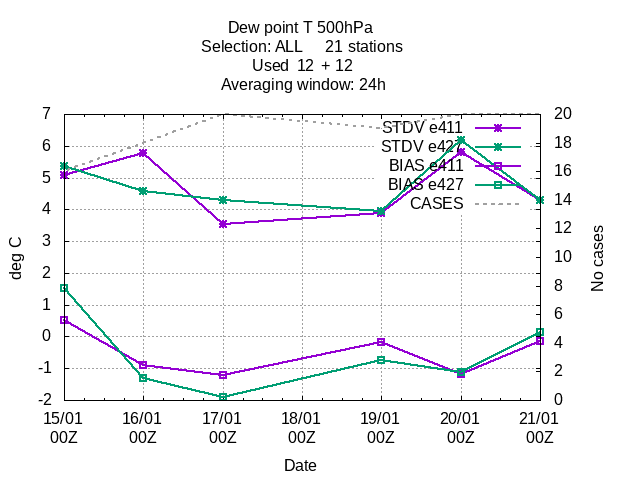 Dew point T 500hPa
Selection: ALL 21 stations
Used 12 + 12
Averaging window: 24h
7
6
5
4
3
2
1
0
-1
-2
deg C
STDV e411
STDV e427
BIAS e411
BIAS e427
CASES
20
18
16
14
12
10
8
6
4
2
0
No cases
15/01 16/01 17/01 18/01 19/01 20/01 21/01
00Z 00Z 00Z 00Z 00Z 00Z 00Z
Date